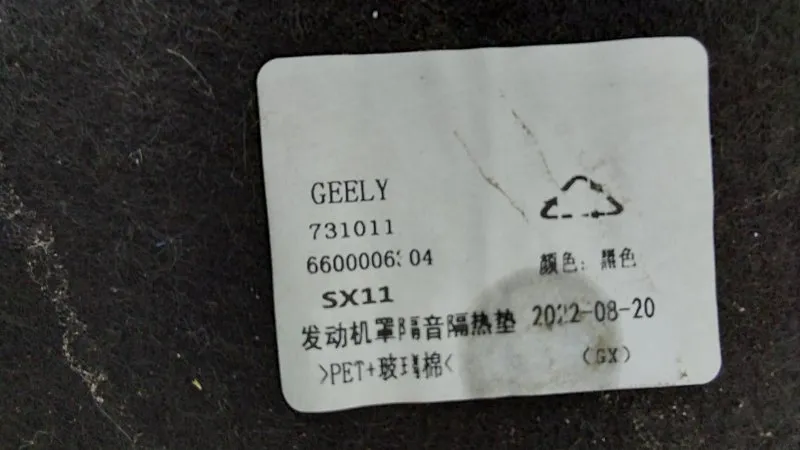 GEELY
731011
颜色: 黑色
SX11
发动机罩隔音隔热垫 2022-08-20
>PET+玻璃棉< (GX)